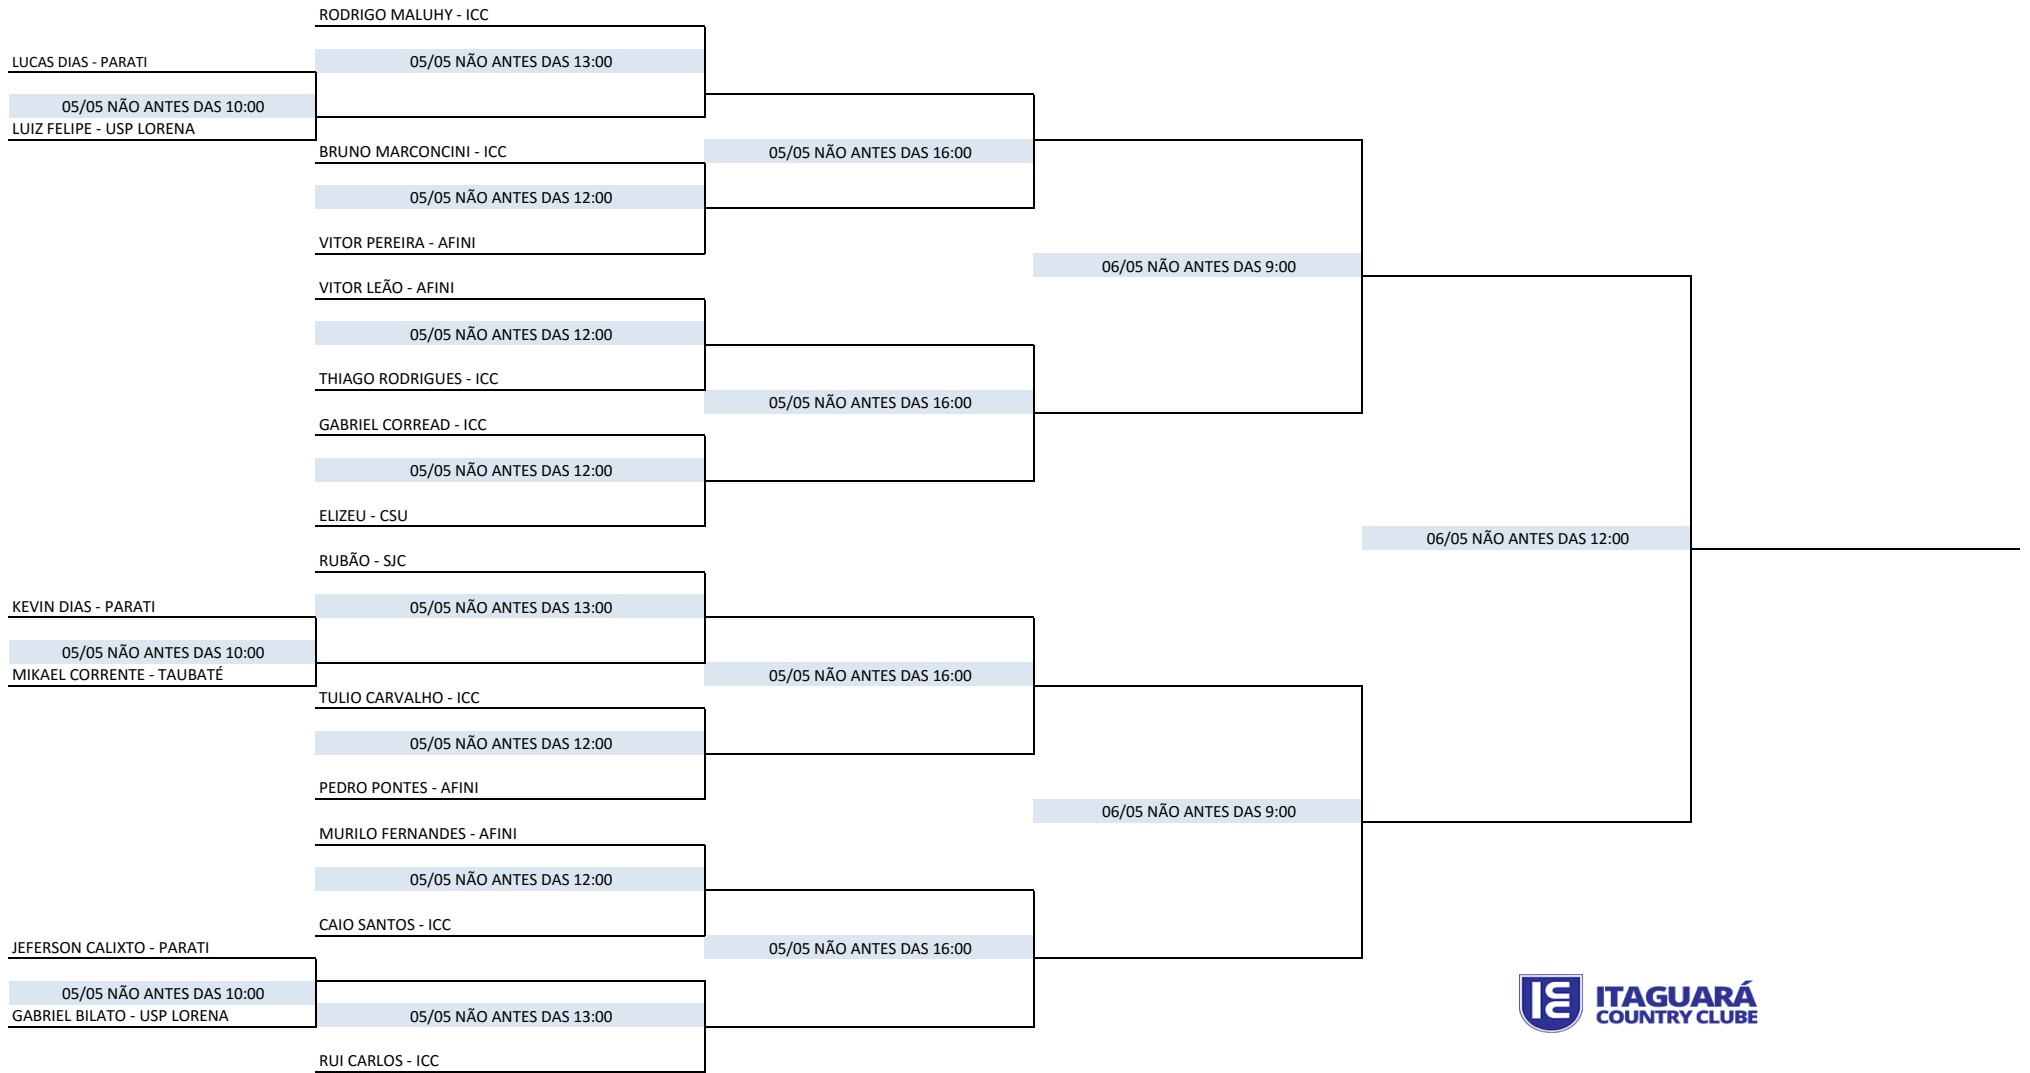 RODRIGO MALUHY - ICC
LUCAS DIAS - PARATI
05/05 NÃO ANTES DAS 13:00
05/05 NÃO ANTES DAS 10:00
LUIZ FELIPE - USP LORENA
BRUNO MARCONCINI - ICC
05/05 NÃO ANTES DAS 16:00
05/05 NÃO ANTES DAS 12:00
VITOR PEREIRA - AFINI
06/05 NÃO ANTES DAS 9:00
VITOR LEÃO - AFINI
05/05 NÃO ANTES DAS 12:00
THIAGO RODRIGUES - ICC
05/05 NÃO ANTES DAS 16:00
GABRIEL CORREAD - ICC
05/05 NÃO ANTES DAS 12:00
ELIZEU - CSU
06/05 NÃO ANTES DAS 12:00
RUBÃO - SJC
KEVIN DIAS - PARATI
05/05 NÃO ANTES DAS 13:00
05/05 NÃO ANTES DAS 10:00
MIKAEL CORRENTE - TAUBATÉ
05/05 NÃO ANTES DAS 16:00
TULIO CARVALHO - ICC
05/05 NÃO ANTES DAS 12:00
PEDRO PONTES - AFINI
06/05 NÃO ANTES DAS 9:00
MURILO FERNANDES - AFINI
05/05 NÃO ANTES DAS 12:00
CAIO SANTOS - ICC
JEFERSON CALIXTO - PARATI
05/05 NÃO ANTES DAS 16:00
05/05 NÃO ANTES DAS 10:00
GABRIEL BILATO - USP LORENA
05/05 NÃO ANTES DAS 13:00
RUI CARLOS - ICC
ITAGUARÁ
COUNTRY CLUBE